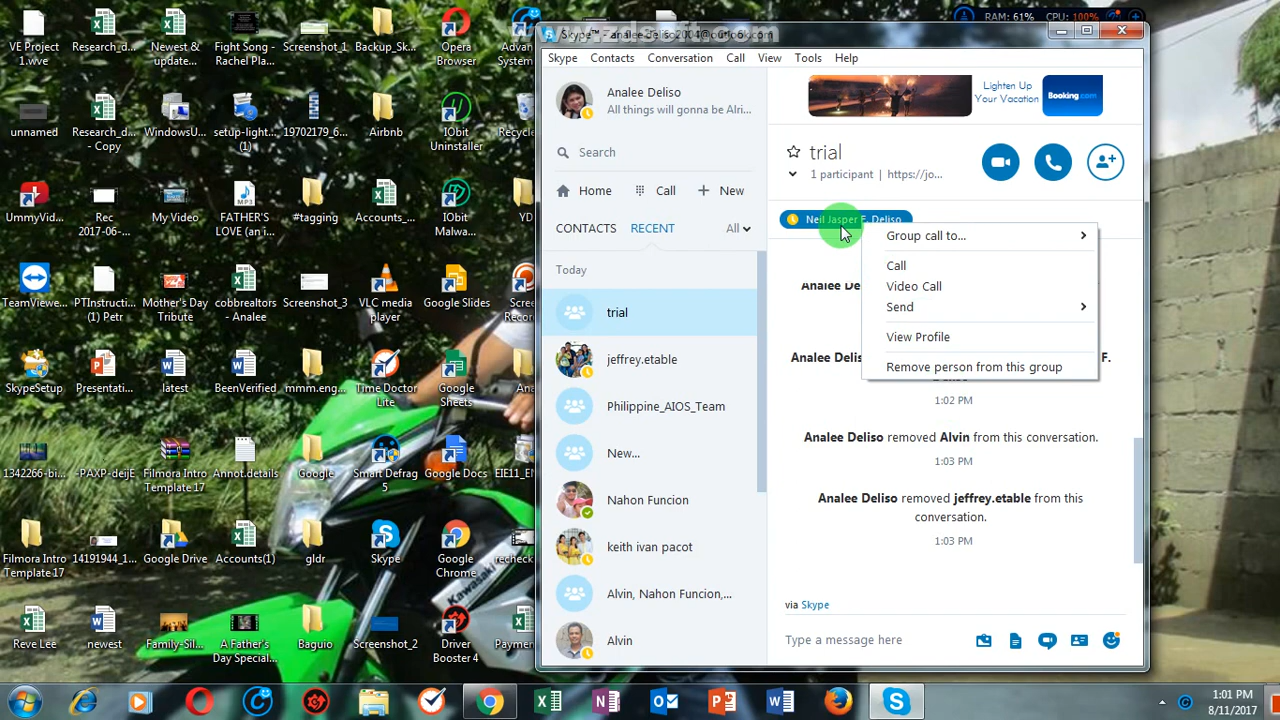 VE Project
1.wve
Research_d...
Newest &
update...
Fight Song -
Rachel Pla...
Screenshot_1
Backup_Sk...
Opera
Browser
unnamed
Research_d...
- Copy
WindowsU...
setup-light...
(1)
19702179_6...
Airbnb
IObit
Uninstaller
UmmyVid...
Rec
2017-06-...
My Video
FATHER'S
LOVE (an i...
#tagging
Accounts_...
IObit
Malwa...
YD
TeamViewe...
PTInstructi...
(1) Petr
Mother's Day
Tribute
cobbrealtors
- Analee
Screenshot_3
VLC media
player
Google Slides
SkypeSetup
Presentati...
latest
BeenVerified
mmm.eng...
Time Doctor
Lite
Google
Sheets
1342266-bi...
-PAXP-deijE
Filmora Intro
Template 17
Annot.details
Google
Smart Defrag
5
Google Docs
Filmora Intro
Template 17
14191944_1...
Google Drive
Accounts(1)
gldr
Skype
Google
Chrome
recheck
Reve Lee
newest
Family-Sil...
A Father's
Day Special...
Baguio
Screenshot_2
Driver
Booster 4
RAM: 61% CPU: 100%
Skype™ - analee.Deliso2004@outlook.com
Skype Contacts Conversation Call View Tools Help
Analee Deliso
All things will gonna be Alri...
Search
Home Call New
CONTACTS RECENT All
Today
trial
jeffrey.etable
Philippine_AIOS_Team
New...
Nahon Funcion
keith ivan pacot
Alvin, Nahon Funcion,...
Alvin
Lighten Up
Your Vacation
Booking.com
trial
1 participant | https://jo...
Neil Jasper F. Deliso
Group call to...
Call
Video Call
Send
View Profile
Remove person from this group
1:02 PM
Analee Deliso removed Alvin from this conversation.
1:03 PM
Analee Deliso removed jeffrey.etable from this
conversation.
1:03 PM
via Skype
Type a message here
1:01 PM
8/11/2017